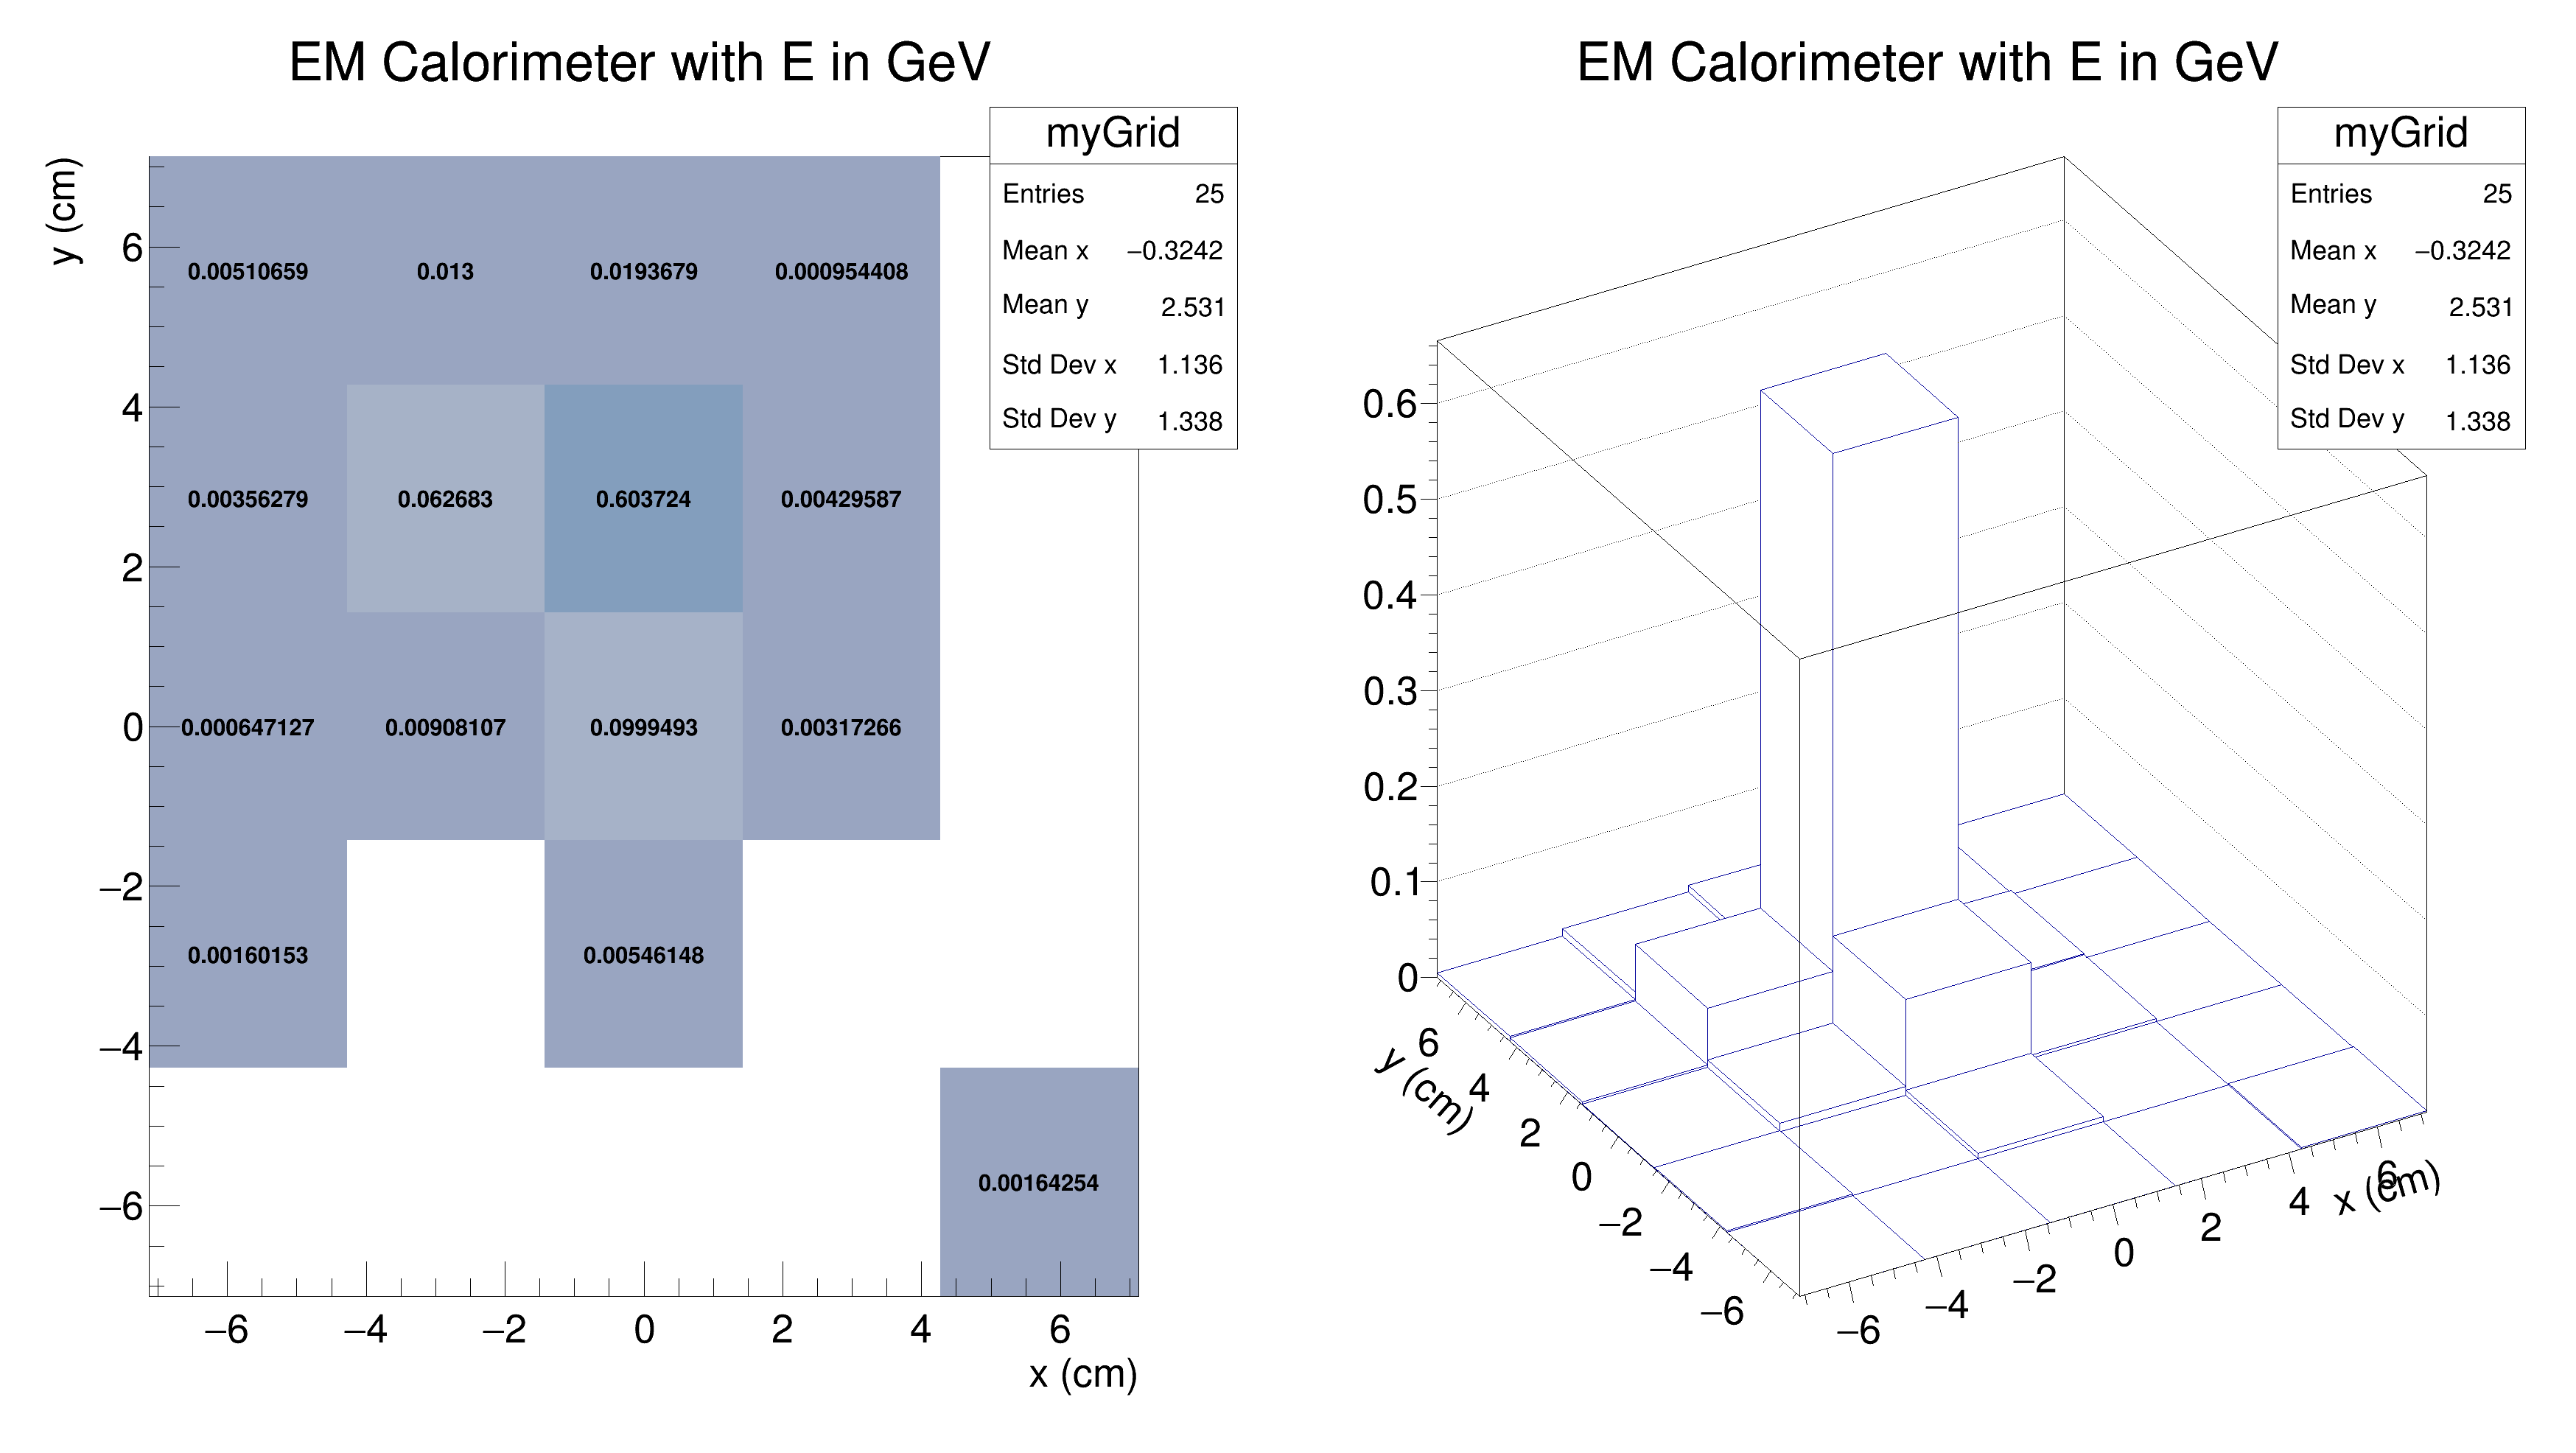 EM Calorimeter with E in GeV
myGrid
Entries 25
Mean x −0.3242
Mean y 2.531
Std Dev x 1.136
Std Dev y 1.338
y (cm)
6
4
2
0
−2
−4
−6
0.00510659 0.013 0.0193679 0.000954408
0.00356279 0.062683 0.603724 0.00429587
0.000647127 0.00908107 0.0999493 0.00317266
0.00160153 0.00546148
0.00164254
−6 −4 −2 0 2 4 6
x (cm)
EM Calorimeter with E in GeV
myGrid
Entries 25
Mean x −0.3242
Mean y 2.531
Std Dev x 1.136
Std Dev y 1.338
0.6
0.5
0.4
0.3
0.2
0.1
0
6
4
2
0
−2
−4
−6
y (cm)
−6 −4 −2 0 2 4 6
x (cm)